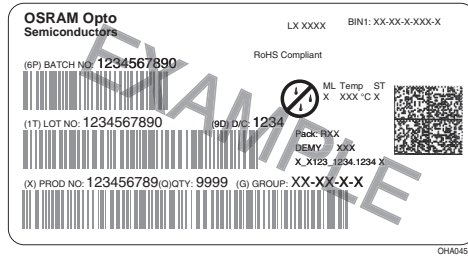 OSRAM Opto
Semiconductors
LX XXXX
BIN1: XX-XX-X-XXX-X
RoHS Compliant
(6P) BATCH NO: 1234567890
ML Temp ST
X XXX °C X
(1T) LOT NO: 1234567890
(9D) D/C: 1234
Pack: RXX
DEMY XXX
X_X123_1234.1234 X
(X) PROD NO: 123456789(Q)QTY: 9999 (G) GROUP: XX-XX-X-X
EXAMPLE
OHA04563